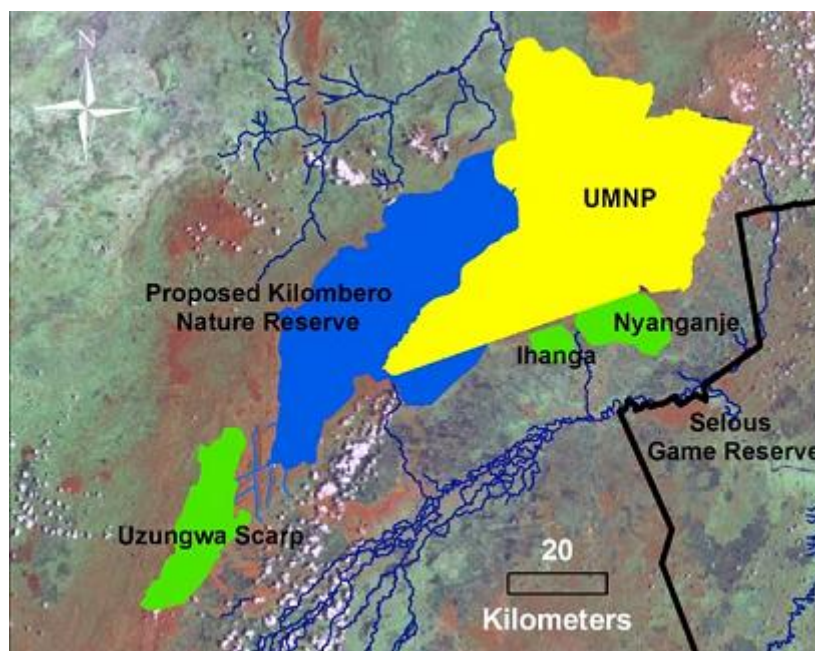 N
UMNP
Proposed Kilombero
Nature Reserve
Nyanganje
Ihanga
Selous
Game Reserve
Uzungwa Scarp
20
Kilometers